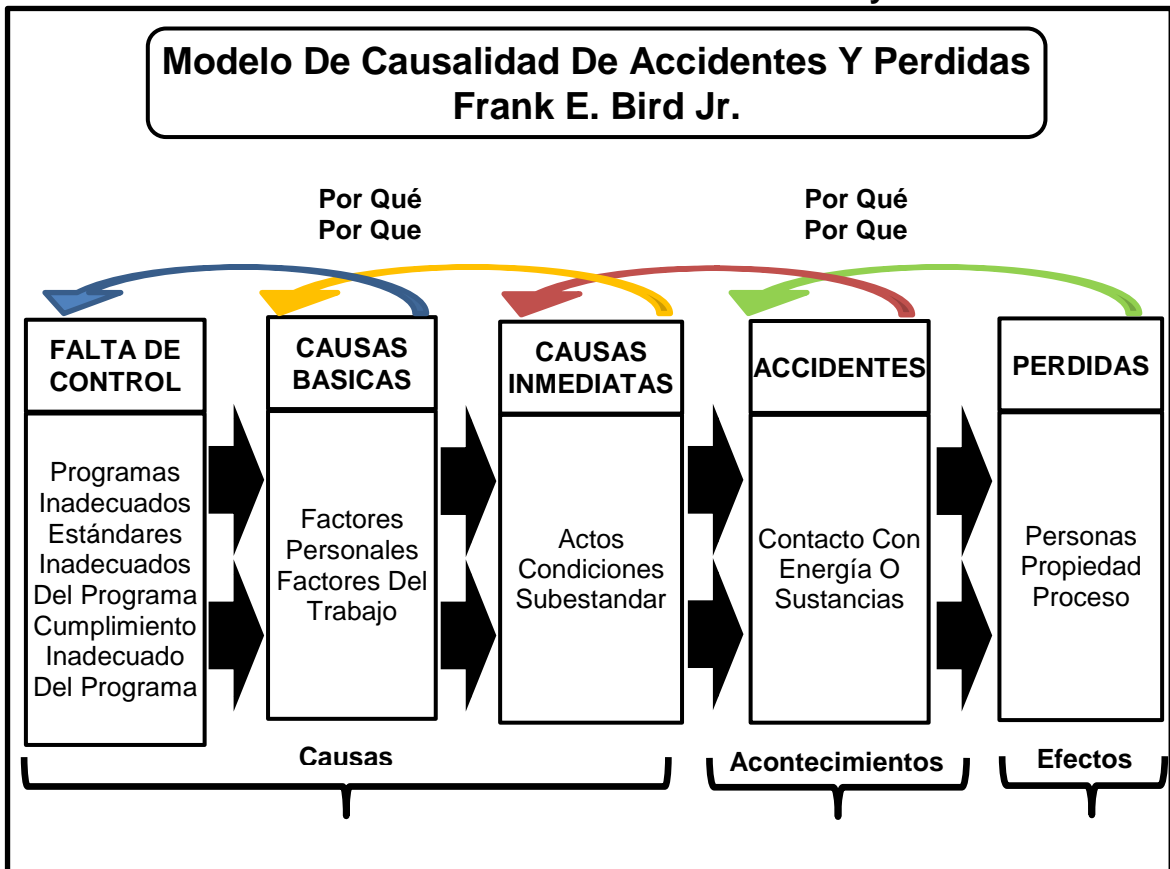 Modelo De Causalidad De Accidentes Y Perdidas
Frank E. Bird Jr.
Por Qué
Por Que
Por Qué
Por Que
FALTA DE
CONTROL
Programas
Inadecuados
Estándares
Inadecuados
Del Programa
Cumplimiento
Inadecuado
Del Programa
CAUSAS
BASICAS
Factores
Personales
Factores Del
Trabajo
CAUSAS
INMEDIATAS
Actos
Condiciones
Subestandar
ACCIDENTES
Contacto Con
Energía O
Sustancias
PERDIDAS
Personas
Propiedad
Proceso
Causas
Acontecimientos
Efectos